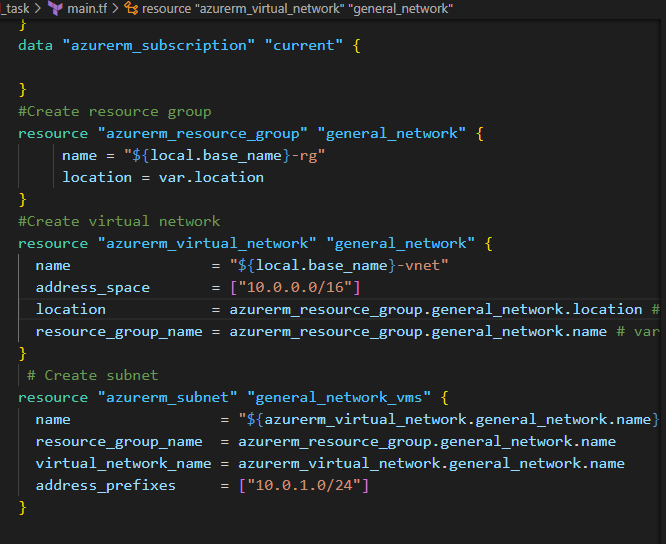 _task > main.tf > resource "azurerm_virtual_network" "general_network"
}
data "azurerm_subscription" "current" {
}
#Create resource group
resource "azurerm_resource_group" "general_network" {
name = "${local.base_name}-rg"
location = var.location
}
#Create virtual network
resource "azurerm_virtual_network" "general_network" {
name = "${local.base_name}-vnet"
address_space = ["10.0.0.0/16"]
location = azurerm_resource_group.general_network.location #
resource_group_name = azurerm_resource_group.general_network.name # var
}
# Create subnet
resource "azurerm_subnet" "general_network_vms" {
name = "${azurerm_virtual_network.general_network.name}
resource_group_name = azurerm_resource_group.general_network.name
virtual_network_name = azurerm_virtual_network.general_network.name
address_prefixes = ["10.0.1.0/24"]
}